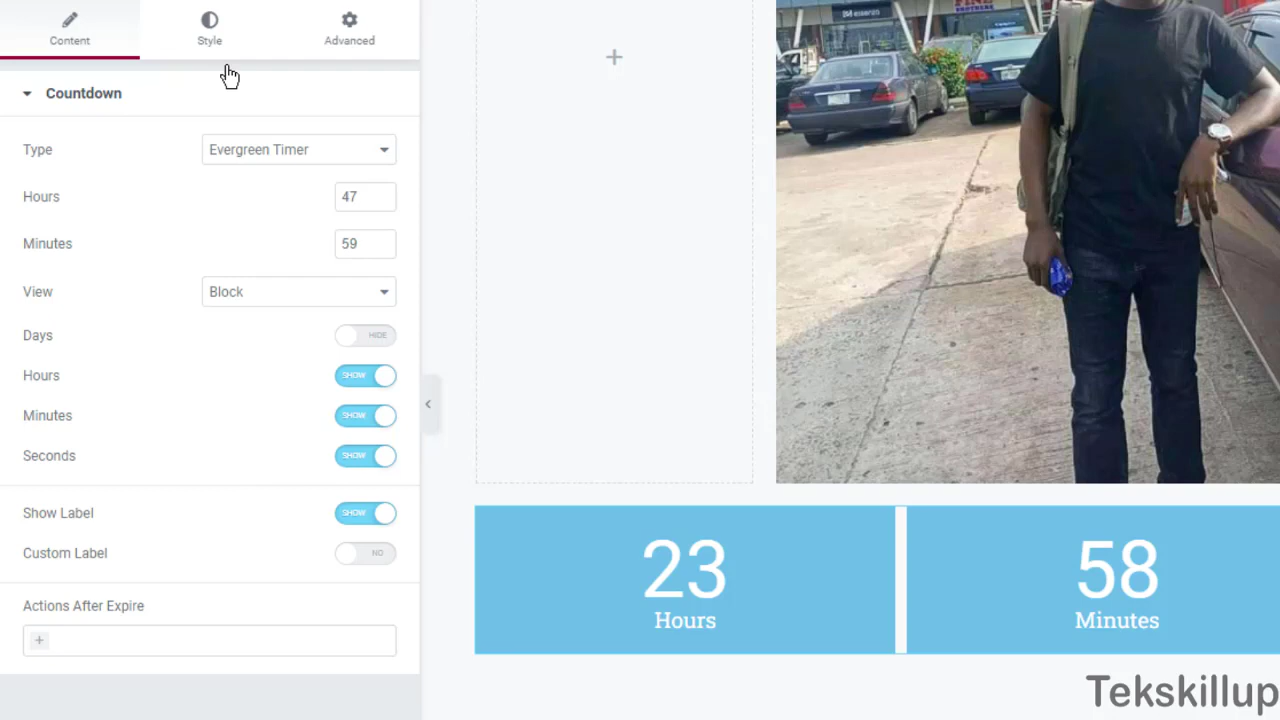 Content
Style
Advanced
Countdown
Type
Evergreen Timer
Hours
47
Minutes
59
View
Block
Days
HIDE
Hours
SHOW
Minutes
SHOW
Seconds
SHOW
Show Label
SHOW
Custom Label
NO
Actions After Expire
23
Hours
58
Minutes
Tekskillup